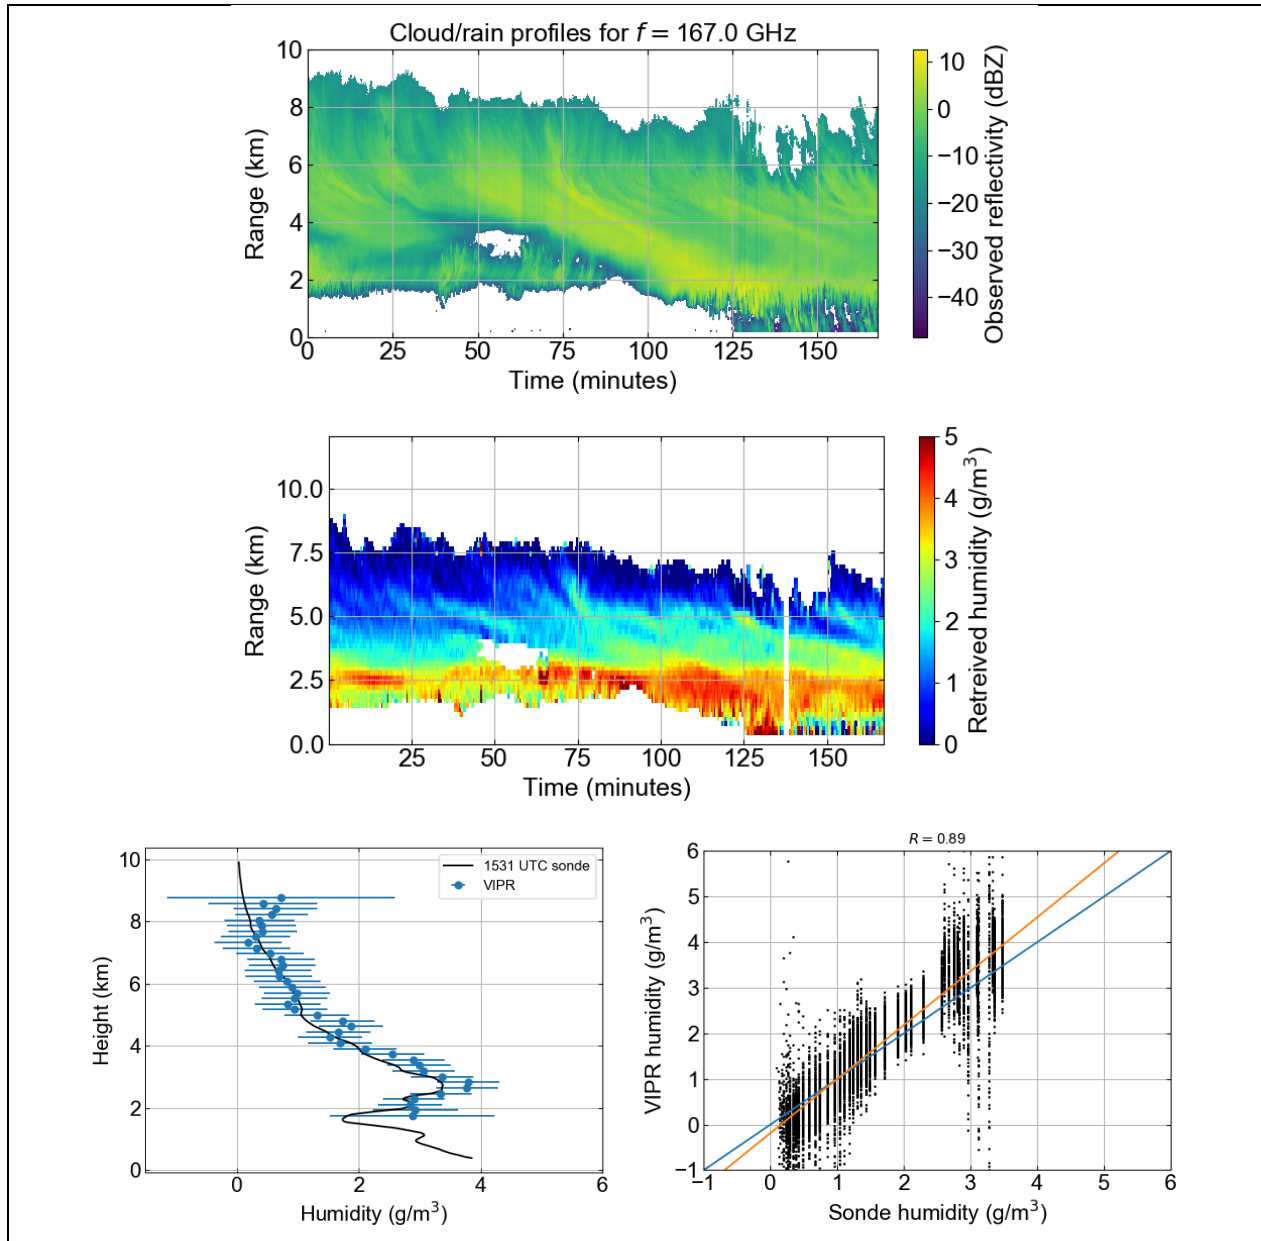 Cloud/rain profiles for f = 167.0 GHz
10
8
6
4
2
0
Range (km)
0 25 50 75 100 125 150
Time (minutes)
10
0
−10
−20
−30
−40
Observed reflectivity (dBZ)
10.0
7.5
5.0
2.5
0.0
Range (km)
25 50 75 100 125 150
Time (minutes)
5
4
3
2
1
0
Retreived humidity (g/m³)
10
8
6
4
2
0
Height (km)
1531 UTC sonde
VIPR
0 2 4 6
Humidity (g/m³)
R = 0.89
6
5
4
3
2
1
0
−1
VIPR humidity (g/m³)
−1 0 1 2 3 4 5 6
Sonde humidity (g/m³)